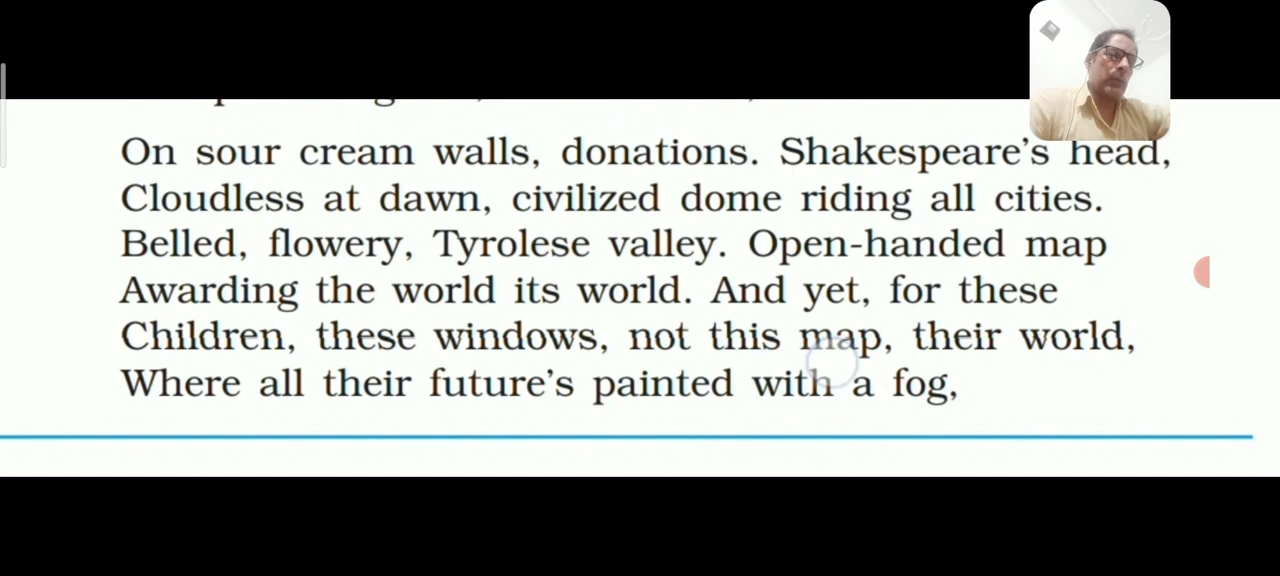 On sour cream walls, donations. Shakespeare's head,
Cloudless at dawn, civilized dome riding all cities.
Belled, flowery, Tyrolese valley. Open-handed map
Awarding the world its world. And yet, for these
Children, these windows, not this map, their world,
Where all their future's painted with a fog,